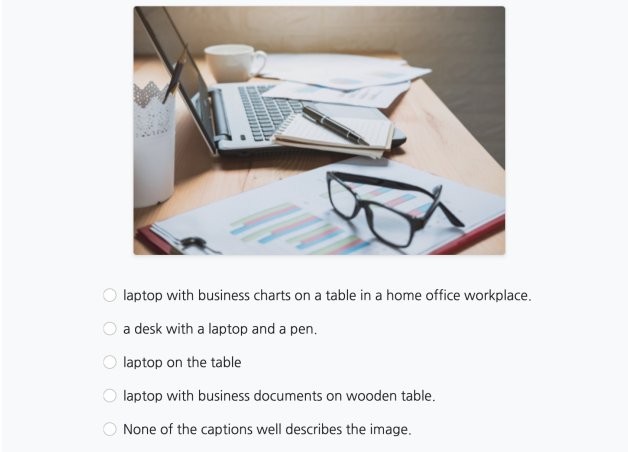 laptop with business charts on a table in a home office workplace.
a desk with a laptop and a pen.
laptop on the table
laptop with business documents on wooden table.
None of the captions well describes the image.